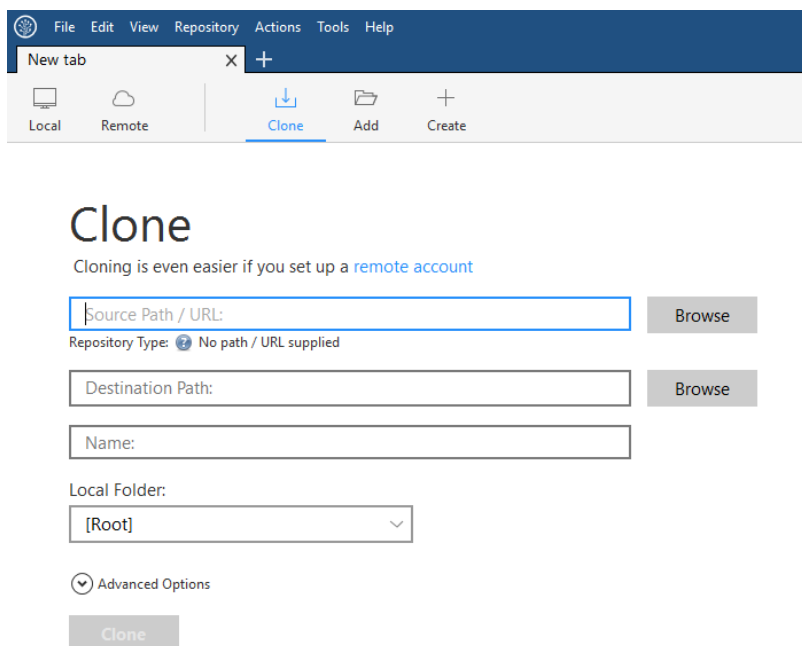 File Edit View Repository Actions Tools Help
New tab
Local Remote Clone Add Create
Clone
Cloning is even easier if you set up a remote account
Source Path / URL: Browse
Repository Type: No path / URL supplied
Destination Path: Browse
Name:
Local Folder:
[Root]
Advanced Options
Clone